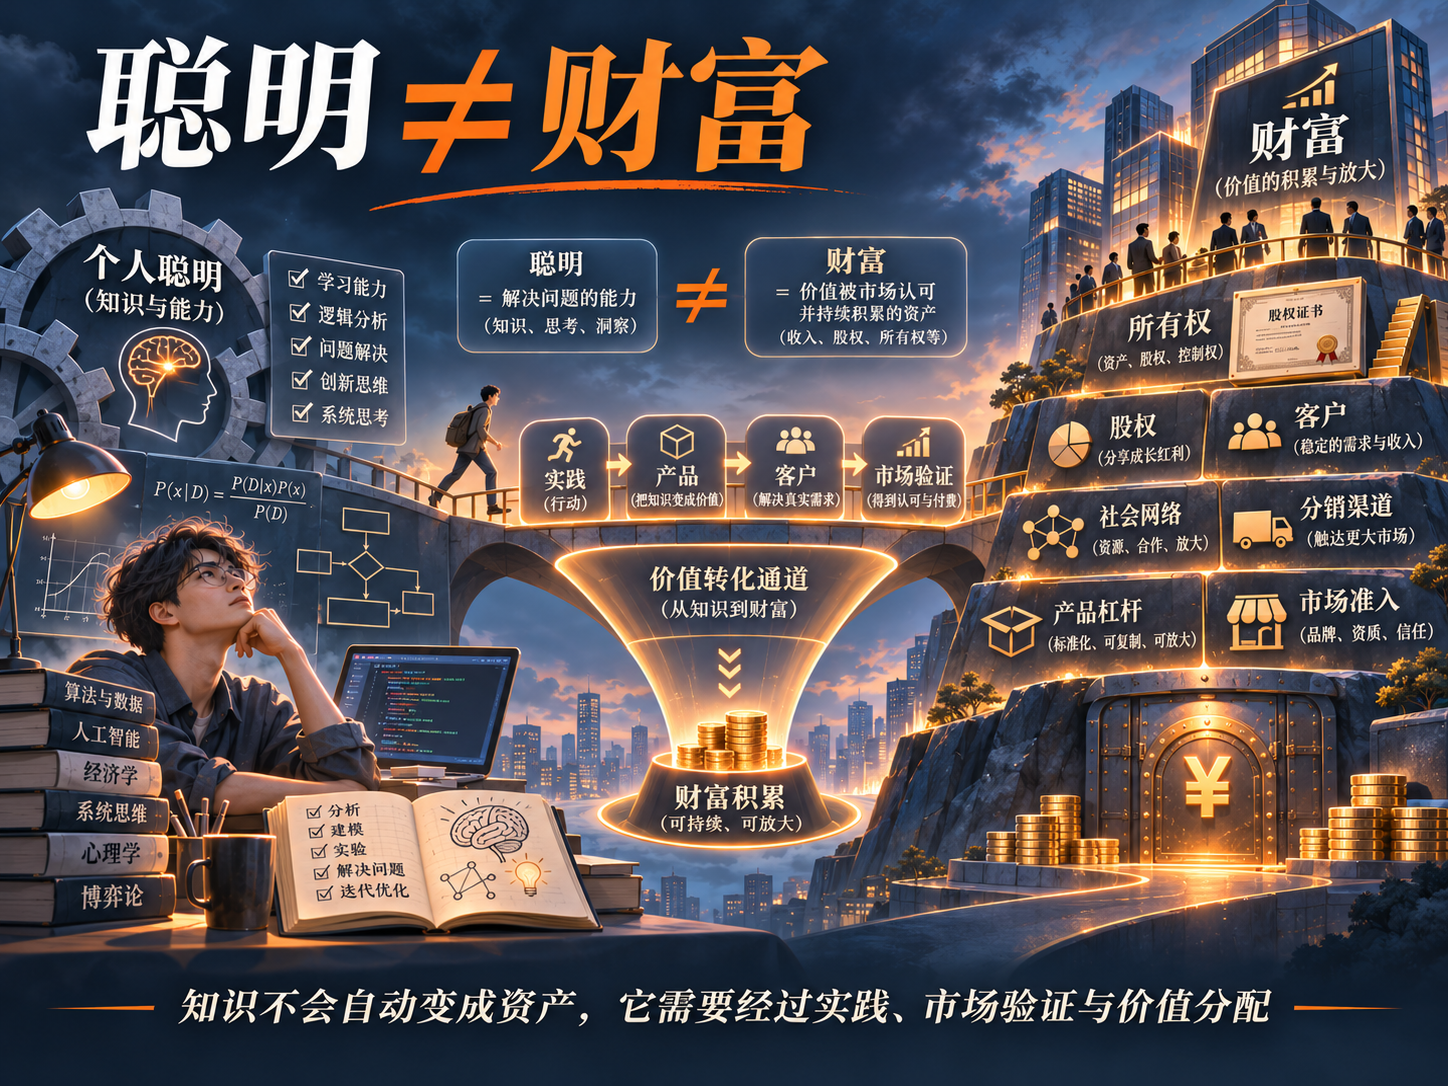 聪明≠财富
个人聪明
(知识与能力)
学习能力
逻辑分析
问题解决
创新思维
系统思考
聪明
= 解决问题的能力
(知识、思考、洞察)
≠
财富
= 价值被市场认可
并持续积累的资产
(收入、股权、所有权等)
财富
(价值的积累与放大)
所有权
(资产、股权、控制权)
股权证书
股权
(分享成长红利)
客户
(稳定的需求与收入)
社会网络
(资源、合作、放大)
分销渠道
(触达更大市场)
产品杠杆
(标准化、可复制、可放大)
市场准入
(品牌、资质、信任)
¥
实践
(行动)
产品
(把知识变成价值)
客户
(解决真实需求)
市场验证
(得到认可与付费)
价值转化通道
(从知识到财富)
财富积累
(可持续、可放大)
P(x|D) = P(D|x)P(x) / P(D)
算法与数据
人工智能
经济学
系统思维
心理学
博弈论
分析
建模
实验
解决问题
迭代优化
知识不会自动变成资产，它需要经过实践、市场验证与价值分配